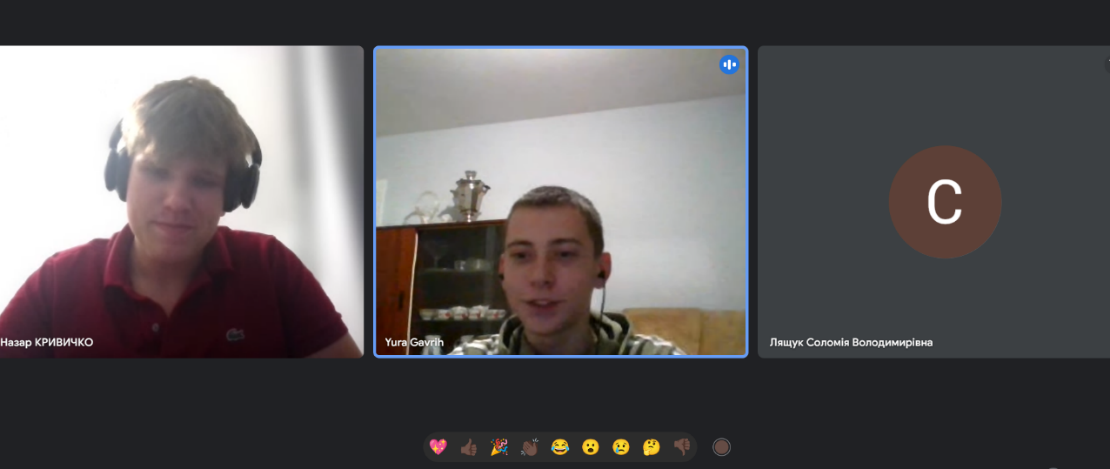 Назар КРИВИЧКО
Yura Gavrih
С
Лящук Соломія Володимирівна